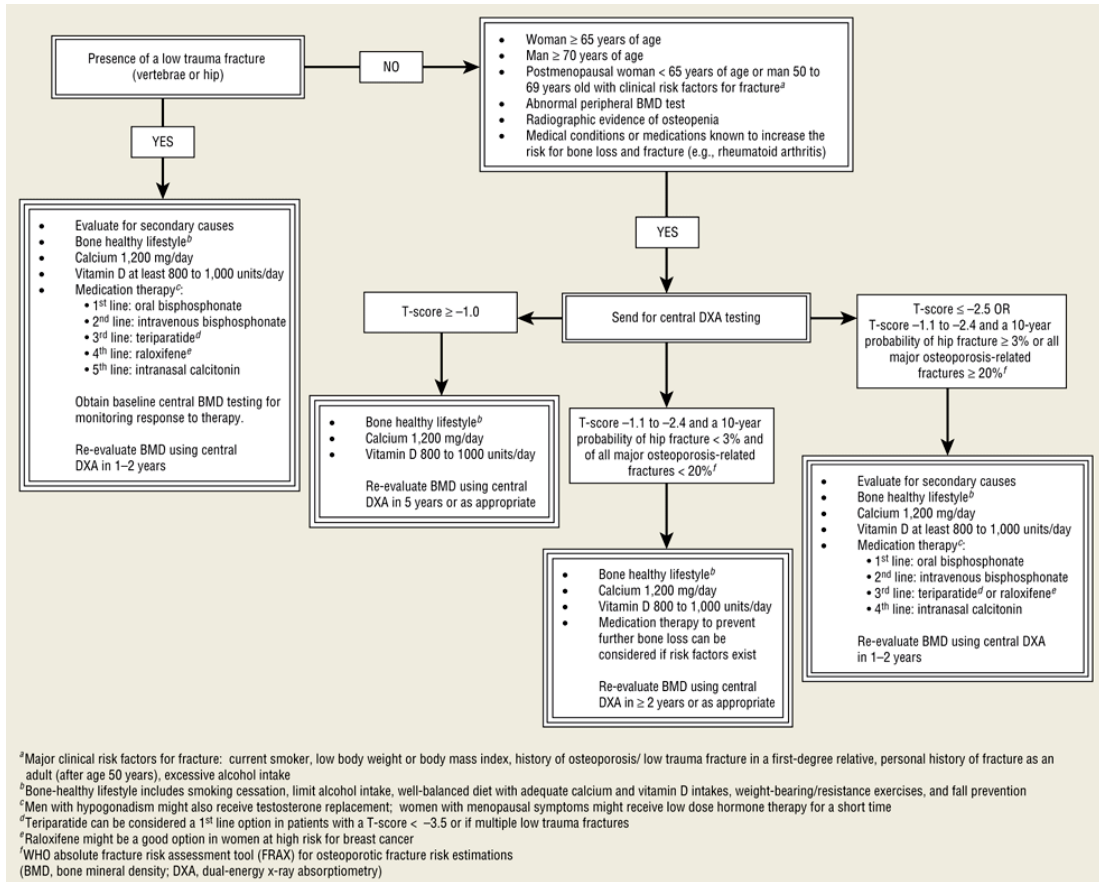 Presence of a low trauma fracture
(vertebrae or hip)
NO
• Woman ≥ 65 years of age
• Man ≥ 70 years of age
• Postmenopausal woman < 65 years of age or man 50 to
69 years old with clinical risk factors for fractureᵃ
• Abnormal peripheral BMD test
• Radiographic evidence of osteopenia
• Medical conditions or medications known to increase the
risk for bone loss and fracture (e.g., rheumatoid arthritis)
YES
YES
• Evaluate for secondary causes
• Bone healthy lifestyleᵇ
• Calcium 1,200 mg/day
• Vitamin D at least 800 to 1,000 units/day
• Medication therapyᶜ:
• 1ˢᵗ line: oral bisphosphonate
• 2ⁿᵈ line: intravenous bisphosphonate
• 3ʳᵈ line: teriparatideᵈ
• 4ᵗʰ line: raloxifeneᵉ
• 5ᵗʰ line: intranasal calcitonin
Obtain baseline central BMD testing for
monitoring response to therapy.
Re-evaluate BMD using central
DXA in 1–2 years
T-score ≥ –1.0
Send for central DXA testing
T-score ≤ –2.5 OR
T-score –1.1 to –2.4 and a 10-year
probability of hip fracture ≥ 3% or all
major osteoporosis-related
fractures ≥ 20%ᶠ
• Bone healthy lifestyleᵇ
• Calcium 1,200 mg/day
• Vitamin D 800 to 1000 units/day
Re-evaluate BMD using central
DXA in 5 years or as appropriate
T-score –1.1 to –2.4 and a 10-year
probability of hip fracture < 3% and
of all major osteoporosis-related
fractures < 20%ᶠ
• Bone healthy lifestyleᵇ
• Calcium 1,200 mg/day
• Vitamin D 800 to 1,000 units/day
• Medication therapy to prevent
further bone loss can be
considered if risk factors exist
Re-evaluate BMD using central
DXA in ≥ 2 years or as appropriate
• Evaluate for secondary causes
• Bone healthy lifestyleᵇ
• Calcium 1,200 mg/day
• Vitamin D at least 800 to 1,000 units/day
• Medication therapyᶜ:
• 1ˢᵗ line: oral bisphosphonate
• 2ⁿᵈ line: intravenous bisphosphonate
• 3ʳᵈ line: teriparatideᵈ or raloxifeneᵉ
• 4ᵗʰ line: intranasal calcitonin
Re-evaluate BMD using central DXA
in 1–2 years
ᵃMajor clinical risk factors for fracture: current smoker, low body weight or body mass index, history of osteoporosis/ low trauma fracture in a first-degree relative, personal history of fracture as an
adult (after age 50 years), excessive alcohol intake
ᵇBone-healthy lifestyle includes smoking cessation, limit alcohol intake, well-balanced diet with adequate calcium and vitamin D intakes, weight-bearing/resistance exercises, and fall prevention
ᶜMen with hypogonadism might also receive testosterone replacement; women with menopausal symptoms might receive low dose hormone therapy for a short time
ᵈTeriparatide can be considered a 1ˢᵗ line option in patients with a T-score < –3.5 or if multiple low trauma fractures
ᵉRaloxifene might be a good option in women at high risk for breast cancer
ᶠWHO absolute fracture risk assessment tool (FRAX) for osteoporotic fracture risk estimations
(BMD, bone mineral density; DXA, dual-energy x-ray absorptiometry)